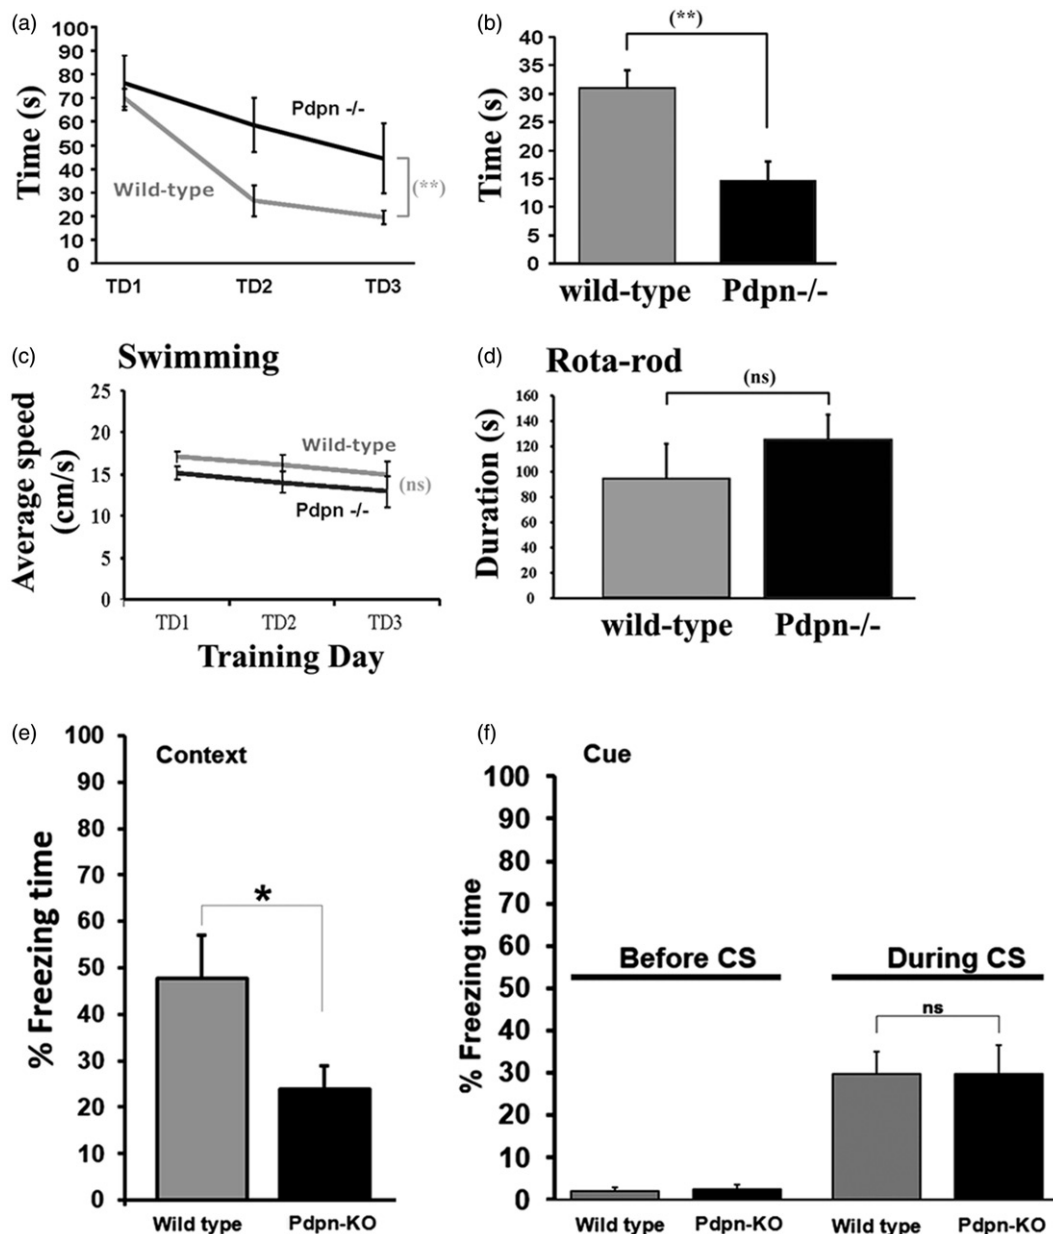 (a)
100
90
80
70
60
50
40
30
20
10
0
Time (s)
Pdpn -/-
Wild-type
(**)
TD1 TD2 TD3
(b)
(**)
40
35
30
25
20
15
10
5
0
Time (s)
wild-type Pdpn-/-
(c)
Swimming
25
20
15
10
5
0
Average speed
(cm/s)
Wild-type
(ns)
Pdpn -/-
TD1 TD2 TD3
Training Day
(d)
Rota-rod
(ns)
160
140
120
100
80
60
40
20
0
Duration (s)
wild-type Pdpn-/-
(e)
Context
100
90
80
70
60
50
40
30
20
10
0
% Freezing time
*
Wild type Pdpn-KO
(f)
Cue
100
90
80
70
60
50
40
30
20
10
0
% Freezing time
Before CS During CS
ns
Wild type Pdpn-KO Wild type Pdpn-KO